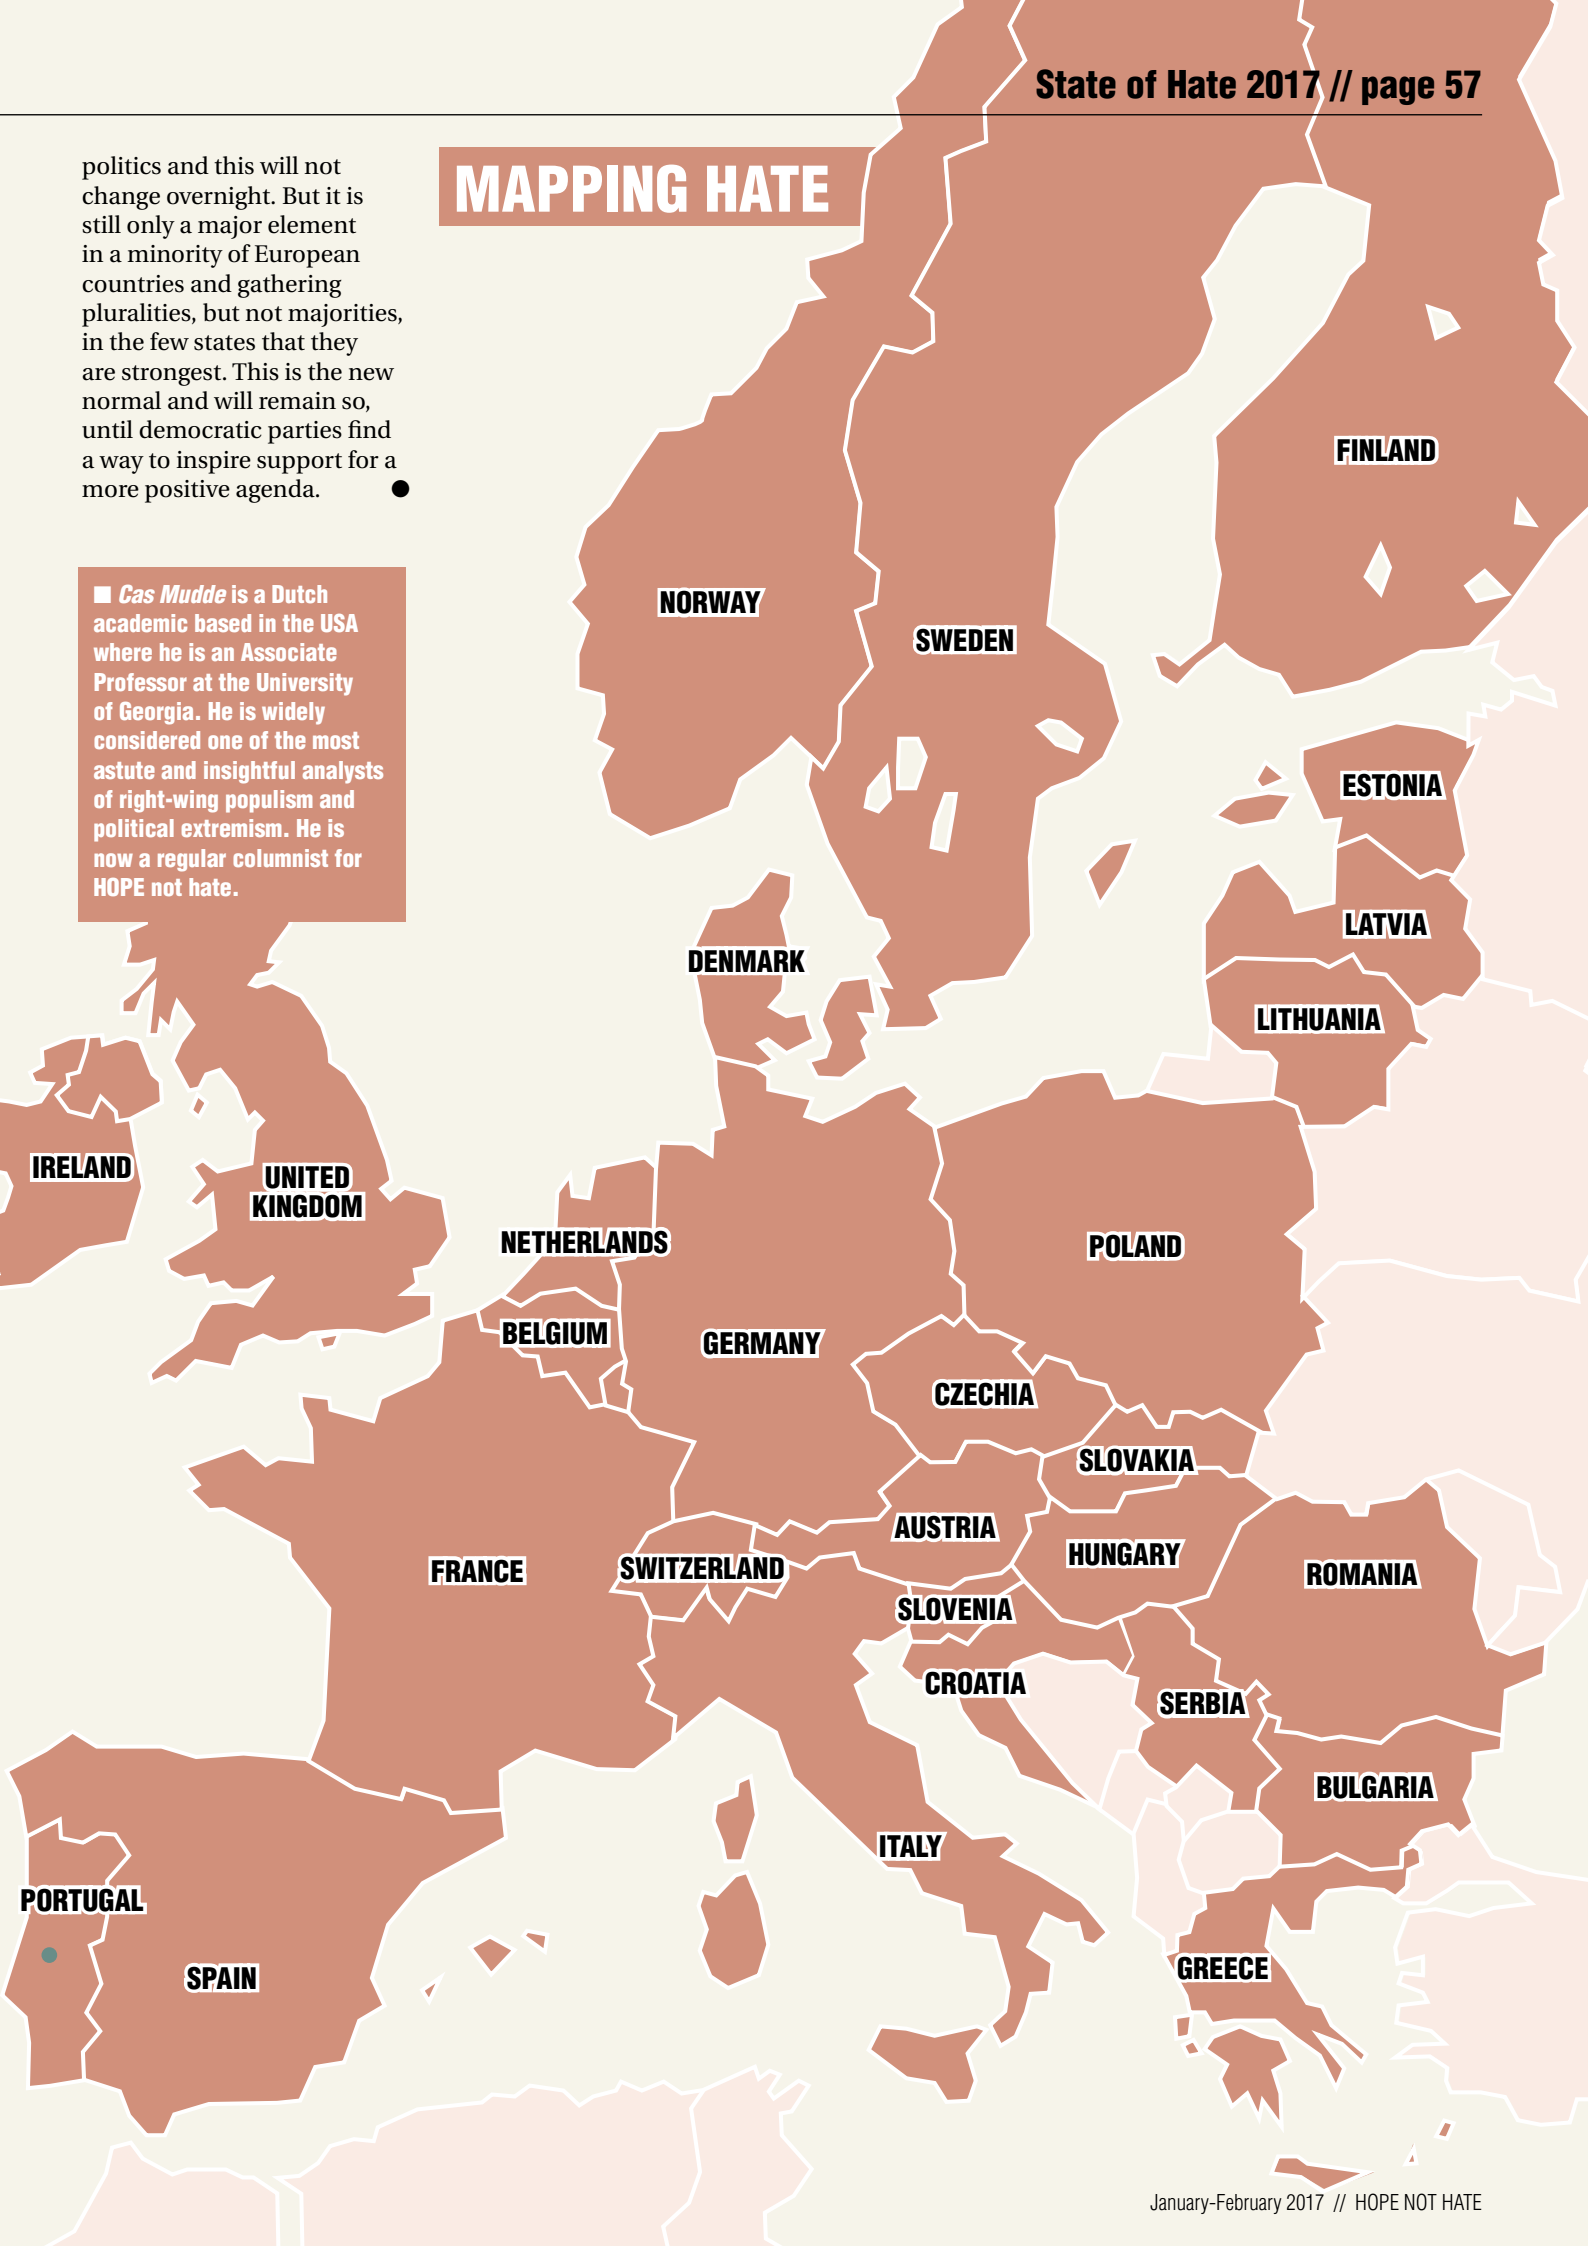 State of Hate 2017 // page 57
politics and this will not
change overnight. But it is
still only a major element
in a minority of European
countries and gathering
pluralities, but not majorities,
in the few states that they
are strongest. This is the new
normal and will remain so,
until democratic parties find
a way to inspire support for a
more positive agenda. ●
■ Cas Mudde is a Dutch
academic based in the USA
where he is an Associate
Professor at the University
of Georgia. He is widely
considered one of the most
astute and insightful analysts
of right-wing populism and
political extremism. He is
now a regular columnist for
HOPE not hate.
MAPPING HATE
FINLAND
NORWAY
SWEDEN
ESTONIA
LATVIA
DENMARK
LITHUANIA
IRELAND
UNITED
KINGDOM
NETHERLANDS
POLAND
BELGIUM
GERMANY
CZECHIA
SLOVAKIA
AUSTRIA
HUNGARY
FRANCE
SWITZERLAND
ROMANIA
SLOVENIA
CROATIA
SERBIA
BULGARIA
ITALY
PORTUGAL
GREECE
SPAIN
January-February 2017 // HOPE NOT HATE